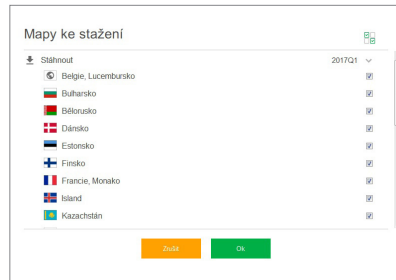 Mapy ke stažení
Stáhnout 2017Q1
Belgie, Lucembursko
Bulharsko
Bělorusko
Dánsko
Estonsko
Finsko
Francie, Monako
Island
Kazachstán
Zrušit Ok